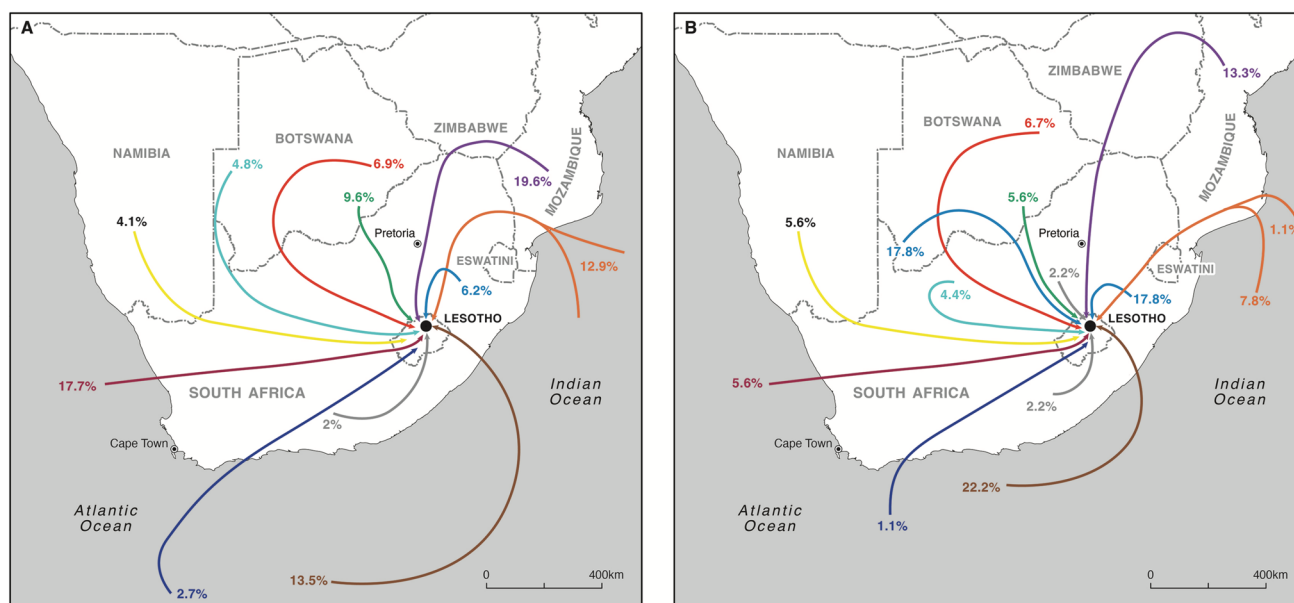 A
NAMIBIA
BOTSWANA
ZIMBABWE
MOZAMBIQUE
4.8%
6.9%
19.6%
4.1%
9.6%
Pretoria
ESWATINI
12.9%
6.2%
LESOTHO
17.7%
SOUTH AFRICA
2%
Indian
Ocean
Cape Town
Atlantic
Ocean
13.5%
2.7%
0
400km
B
ZIMBABWE
13.3%
BOTSWANA
6.7%
NAMIBIA
MOZAMBIQUE
5.6%
5.6%
Pretoria
17.8%
1.1%
2.2%
ESWATINI
4.4%
17.8%
7.8%
LESOTHO
5.6%
SOUTH AFRICA
2.2%
Indian
Ocean
Cape Town
22.2%
Atlantic
Ocean
1.1%
0
400km